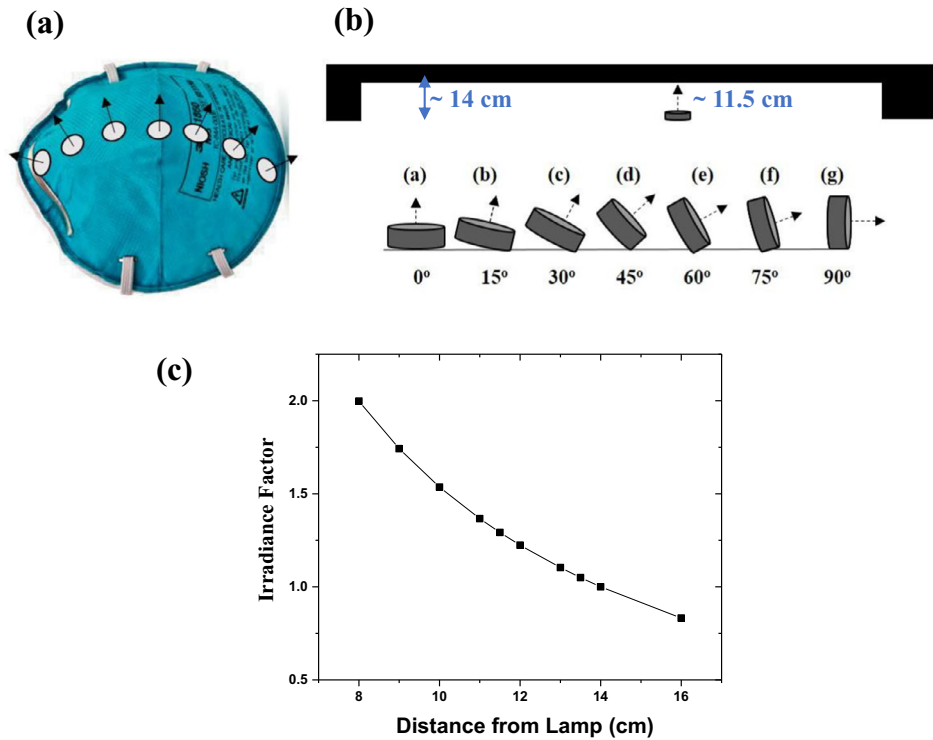 (a)
(b)
NIOSH
~ 14 cm
~ 11.5 cm
(a) (b) (c) (d) (e) (f) (g)
0º 15º 30º 45º 60º 75º 90º
(c)
Irradiance Factor
2.0
1.5
1.0
0.5
8 10 12 14 16
Distance from Lamp (cm)